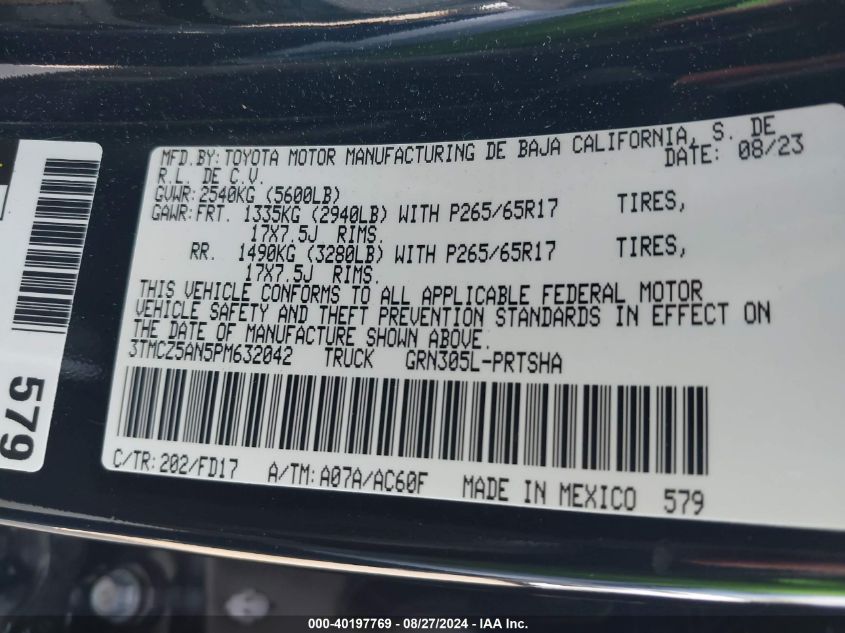 MFD.BY:TOYOTA MOTOR MANUFACTURING DE BAJA CALIFORNIA, S. DE
R.L. DE C.V. DATE: 08/23
GVWR:2540KG (5600LB)
GAWR:FRT. 1335KG (2940LB) WITH P265/65R17 TIRES,
17X7.5J RIMS.
RR. 1490KG (3280LB) WITH P265/65R17 TIRES,
17X7.5J RIMS.
THIS VEHICLE CONFORMS TO ALL APPLICABLE FEDERAL MOTOR
VEHICLE SAFETY AND THEFT PREVENTION STANDARDS IN EFFECT ON
THE DATE OF MANUFACTURE SHOWN ABOVE.
3TMCZ5AN5PM632042 TRUCK GRN305L-PRTSHA
C/TR:202/FD17 A/TM:A07A/AC60F MADE IN MEXICO 579
579
000-40197769 - 08/27/2024 - IAAI.COM